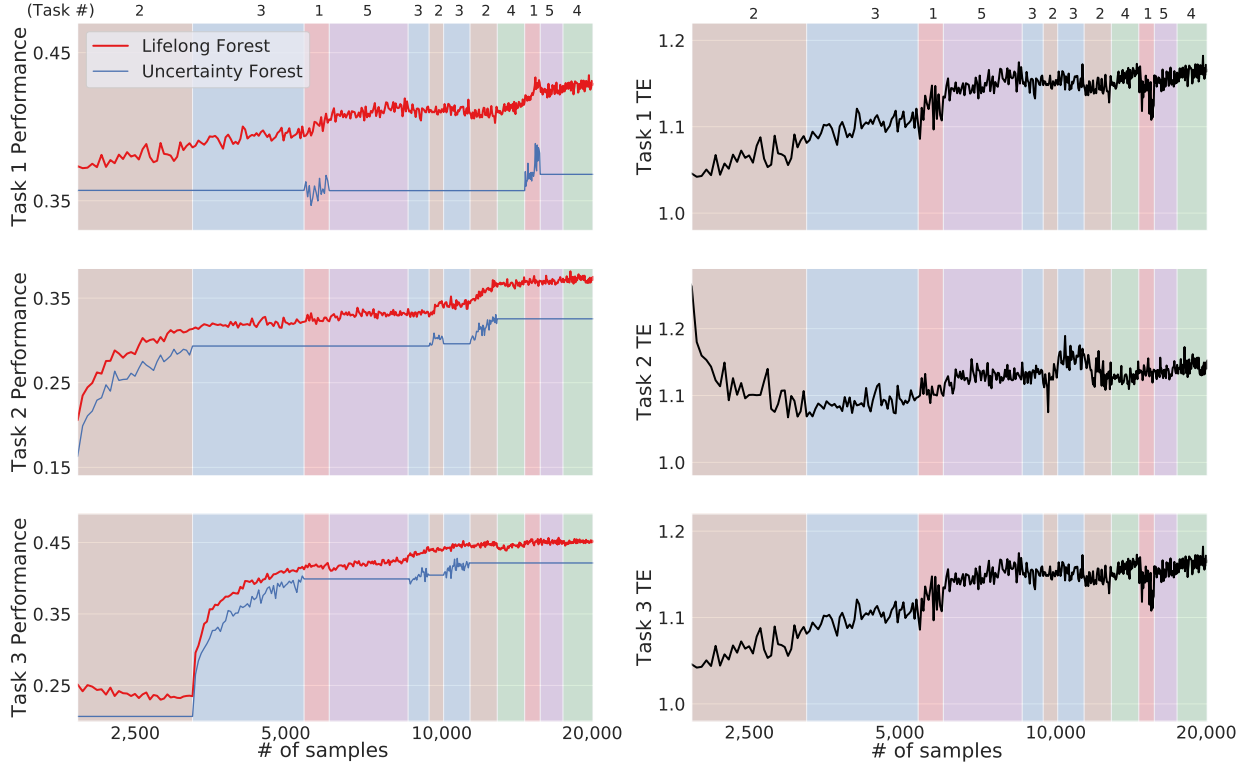 (Task #) 2 3 1 5 3 2 3 2 4 1 5 4
2 3 1 5 3 2 3 2 4 1 5 4
Lifelong Forest
Uncertainty Forest
Task 1 Performance
0.45
0.35
Task 1 TE
1.2
1.1
1.0
Task 2 Performance
0.35
0.25
0.15
Task 2 TE
1.2
1.1
1.0
Task 3 Performance
0.45
0.35
0.25
2,500 5,000 10,000 20,000
# of samples
Task 3 TE
1.2
1.1
1.0
2,500 5,000 10,000 20,000
# of samples